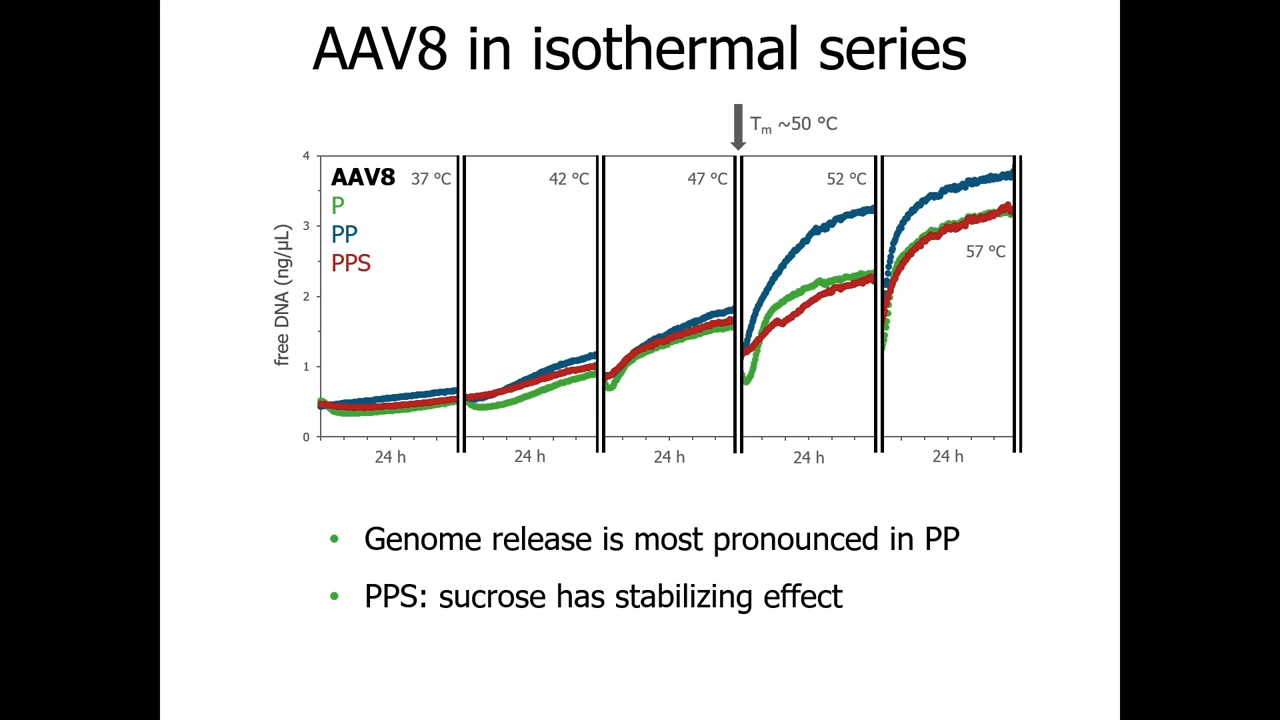 AAV8 in isothermal series
Tm ~50 °C
AAV8
37 °C
42 °C
47 °C
52 °C
57 °C
P
PP
PPS
free DNA (ng/µL)
4
3
2
1
0
24 h
24 h
24 h
24 h
24 h
• Genome release is most pronounced in PP
• PPS: sucrose has stabilizing effect